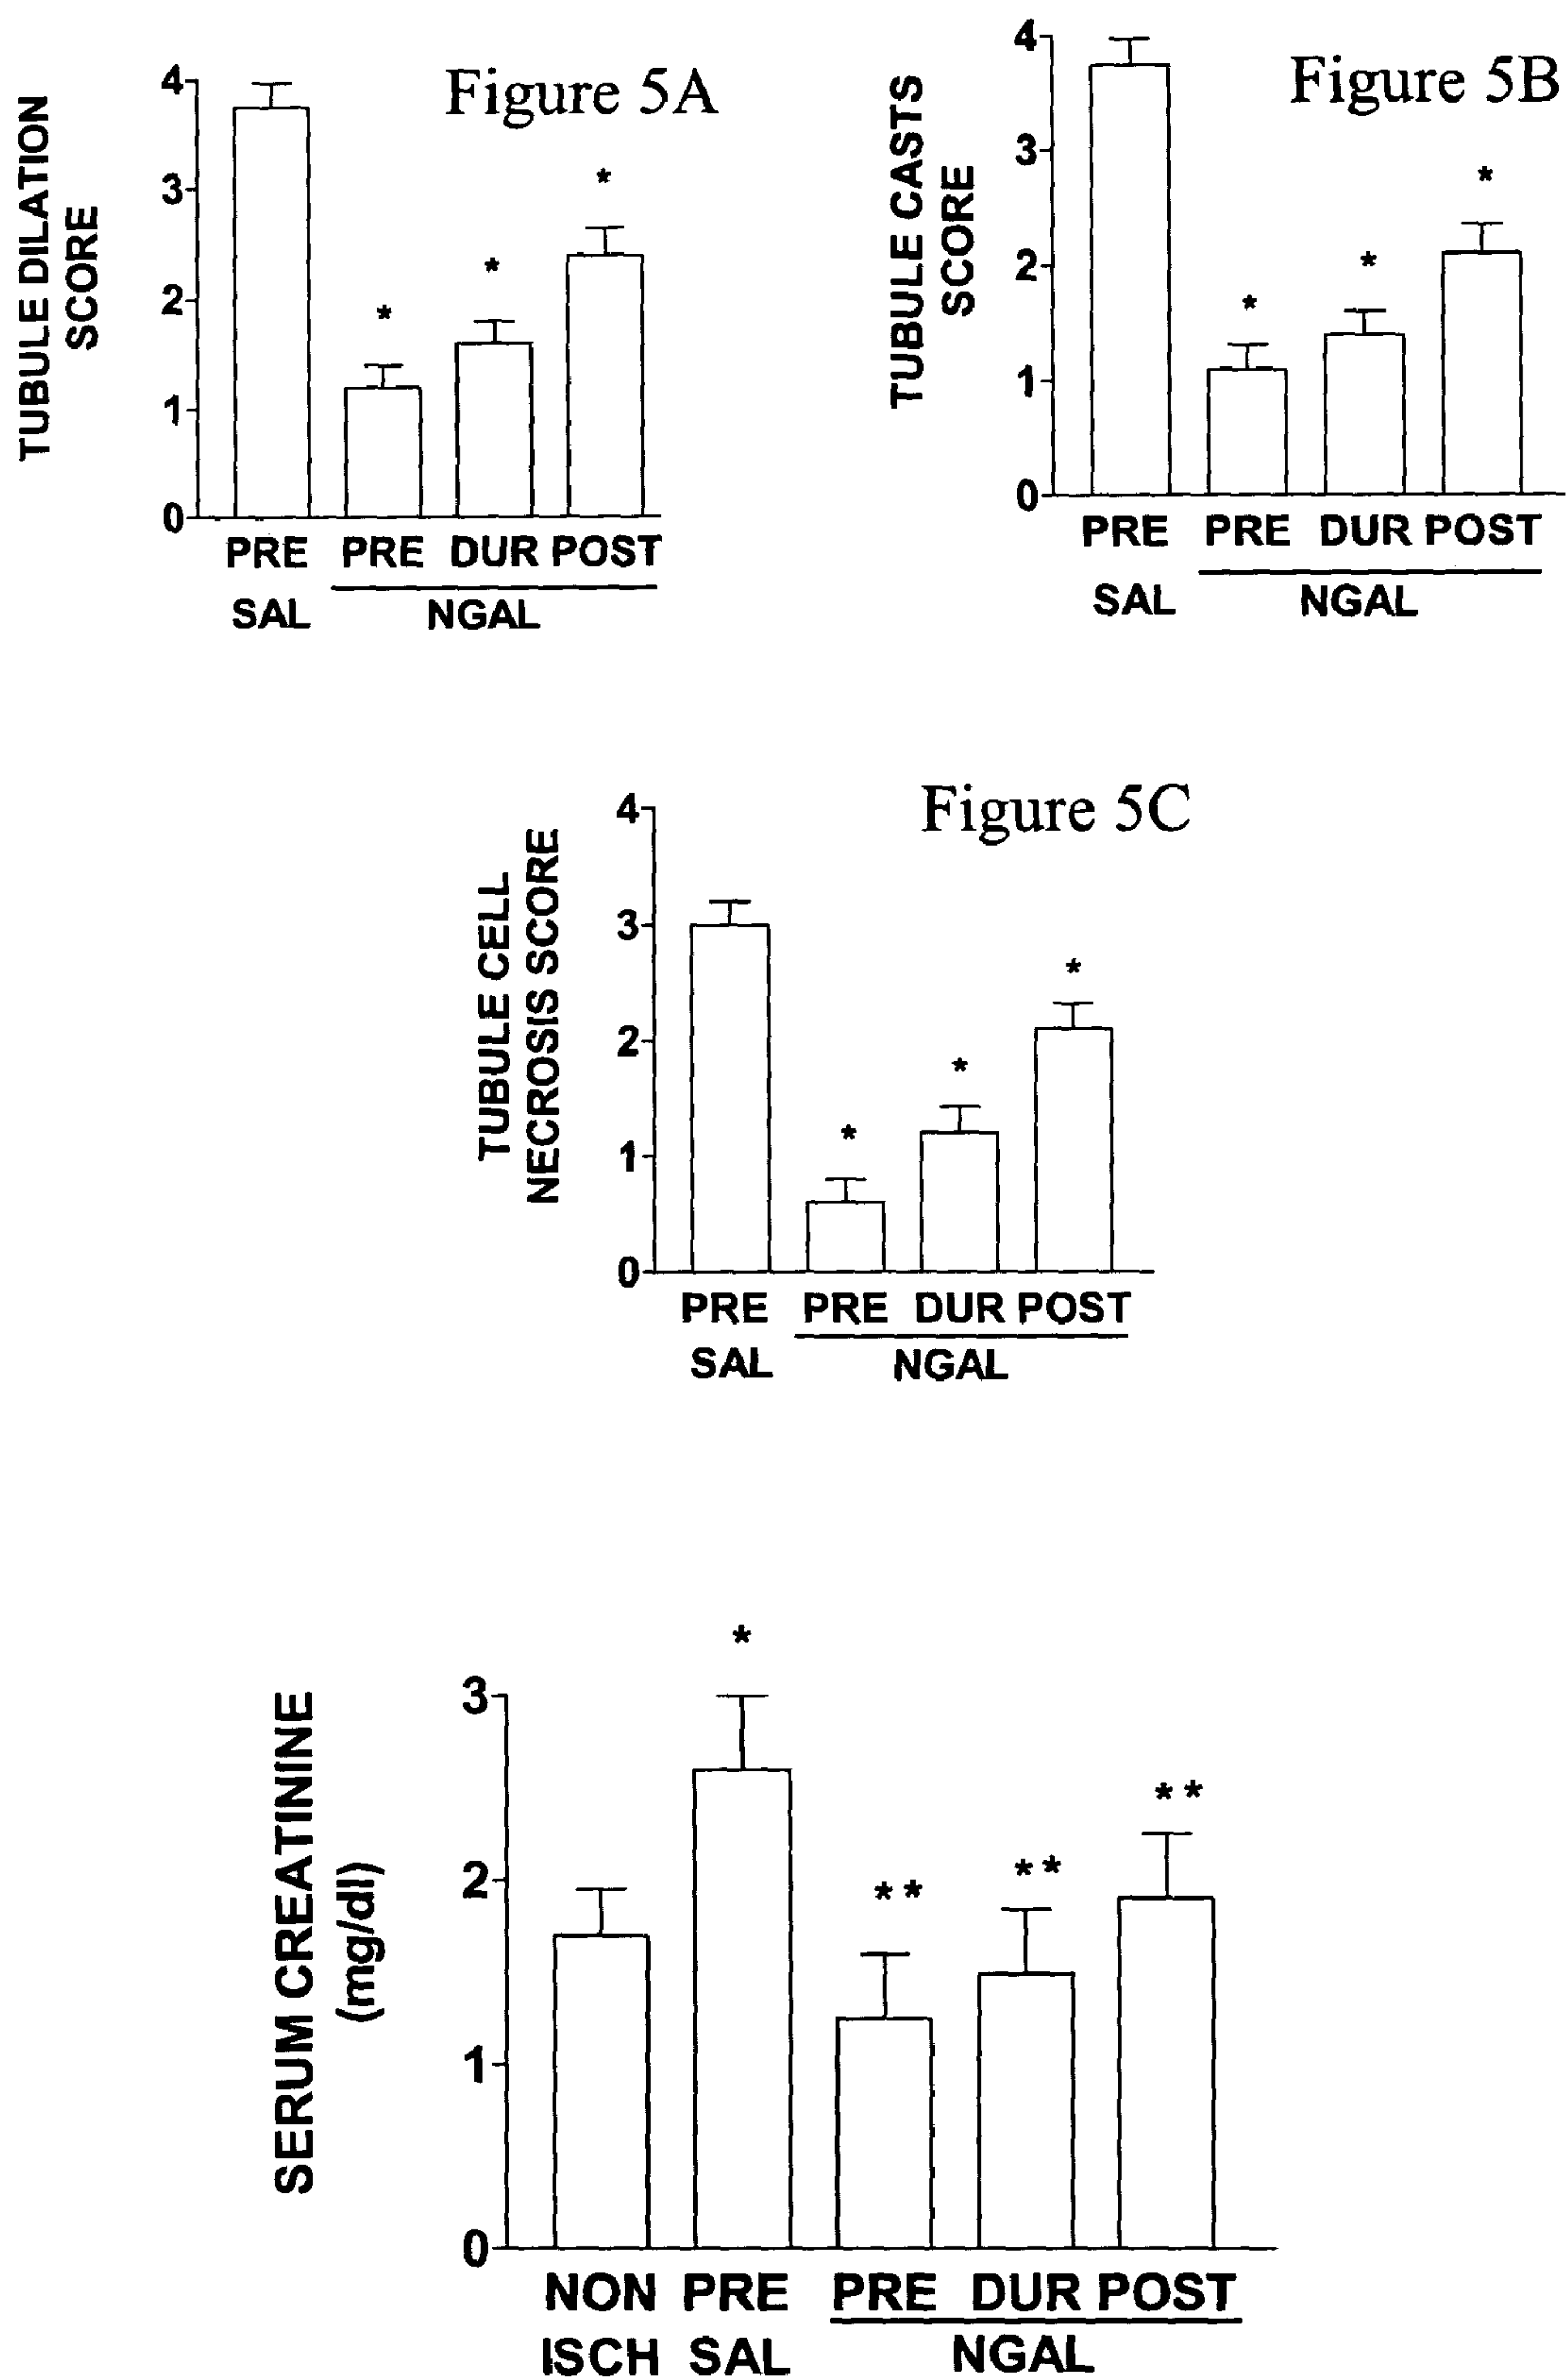 Figure 5A
TUBULE DILATION
SCORE
4
3
2
1
0
*
*
*
PRE PRE DUR POST
SAL NGAL
Figure 5B
TUBULE CASTS
SCORE
4
3
2
1
0
*
*
*
PRE PRE DUR POST
SAL NGAL
Figure 5C
TUBULE CELL
NECROSIS SCORE
4
3
2
1
0
*
*
*
PRE PRE DUR POST
SAL NGAL
SERUM CREATININE
(mg/dl)
3
2
1
0
*
**
**
**
NON PRE PRE DUR POST
ISCH SAL NGAL